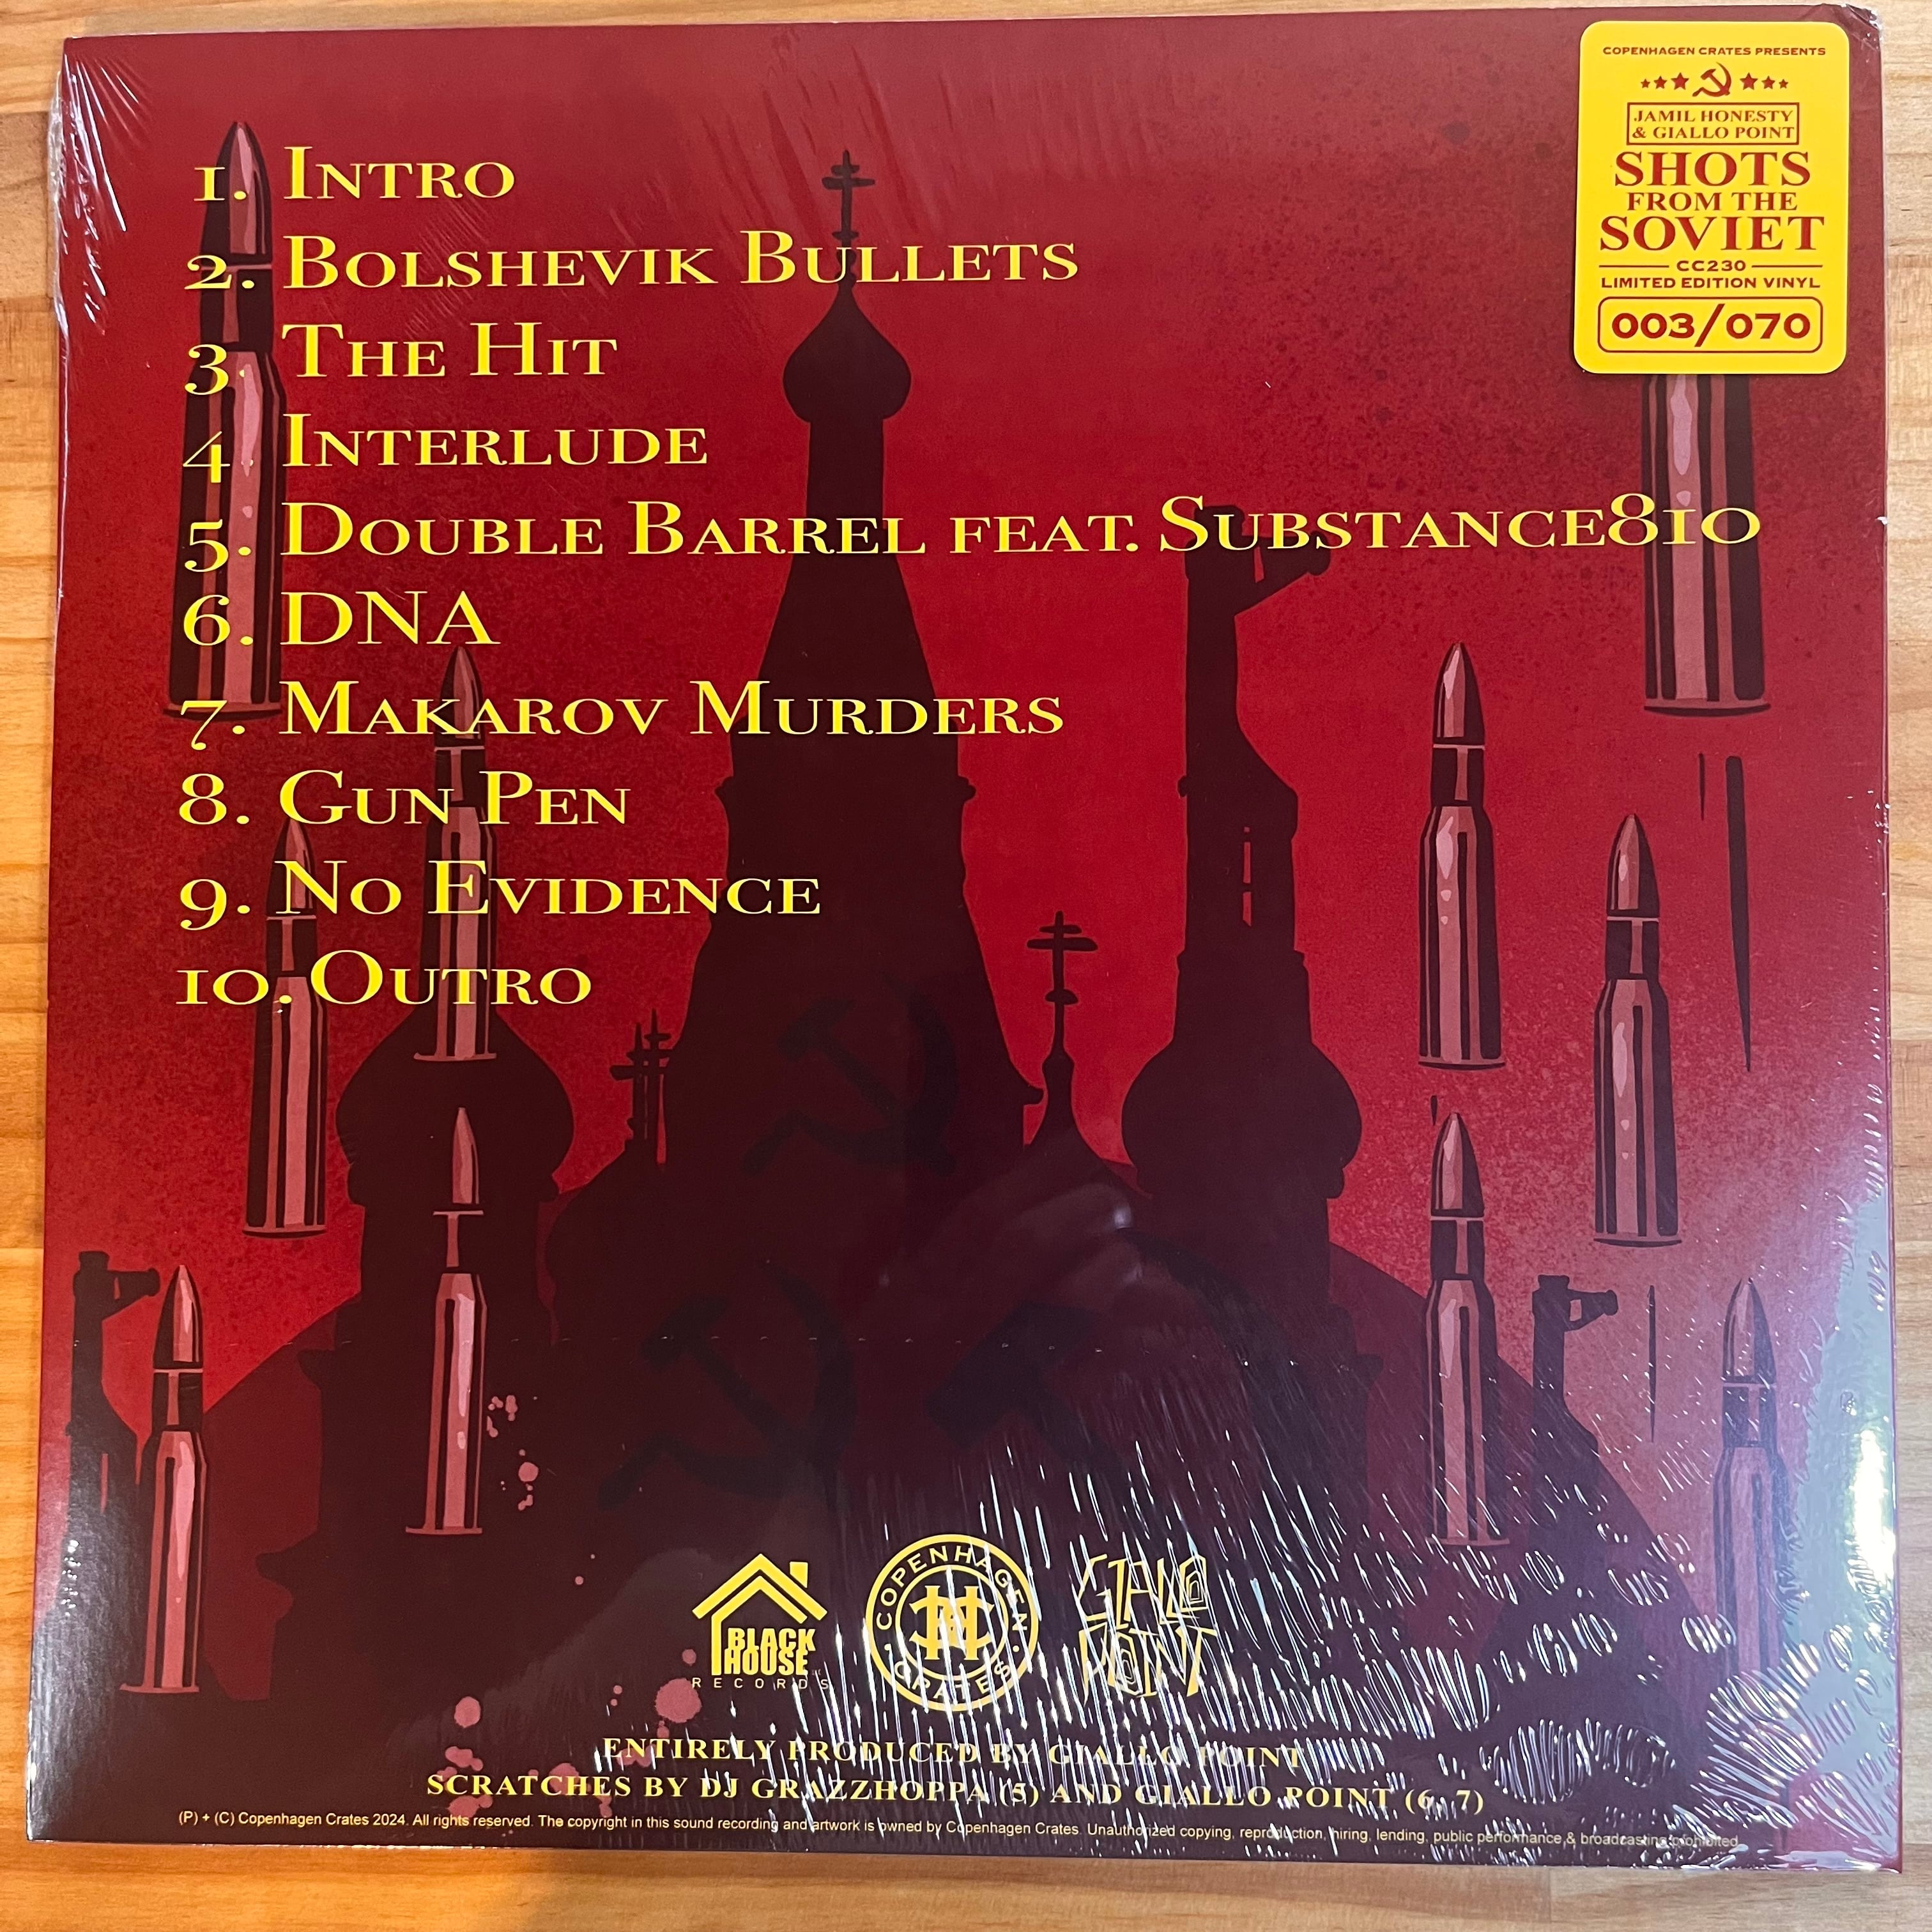 COPENHAGEN CRATES PRESENTS
JAMIL HONESTY
& GIALLO POINT
SHOTS
FROM THE
SOVIET
CC230
LIMITED EDITION VINYL
003/070
1. INTRO
2. BOLSHEVIK BULLETS
3. THE HIT
4. INTERLUDE
5. DOUBLE BARREL FEAT. SUBSTANCE810
6. DNA
7. MAKAROV MURDERS
8. GUN PEN
9. NO EVIDENCE
10. OUTRO
BLACK
HOUSE
RECORDS
COPENHAGEN CRATES
GIALLO
POINT
ENTIRELY PRODUCED BY GIALLO POINT
SCRATCHES BY DJ GRAZZHOPPA (5) AND GIALLO POINT (6, 7)
(P) + (C) Copenhagen Crates 2024. All rights reserved. The copyright in this sound recording and artwork is owned by Copenhagen Crates. Unauthorized copying, reproduction, hiring, lending, public performance & broadcasting prohibited